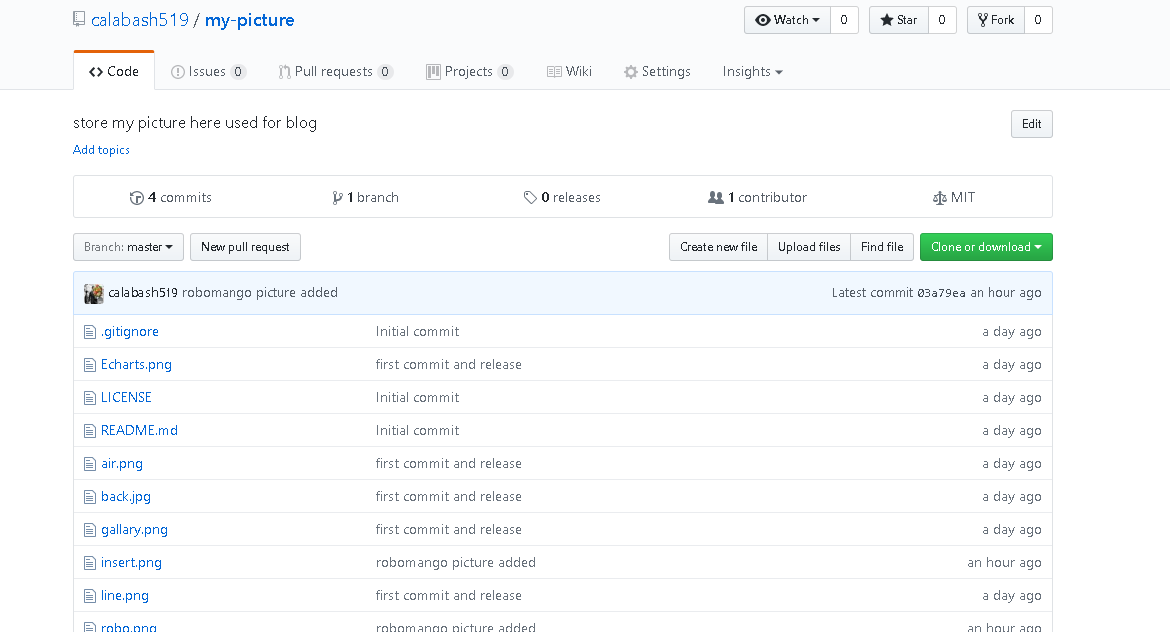 calabash519 / my-picture Watch 0 Star 0 Fork 0
Code Issues 0 Pull requests 0 Projects 0 Wiki Settings Insights
store my picture here used for blog Edit
Add topics
4 commits 1 branch 0 releases 1 contributor MIT
Branch: master New pull request Create new file Upload files Find file Clone or download
calabash519 robomango picture added Latest commit 03a79ea an hour ago
.gitignore Initial commit a day ago
Echarts.png first commit and release a day ago
LICENSE Initial commit a day ago
README.md Initial commit a day ago
air.png first commit and release a day ago
back.jpg first commit and release a day ago
gallary.png first commit and release a day ago
insert.png robomango picture added an hour ago
line.png first commit and release a day ago
robo.png robomango picture added an hour ago